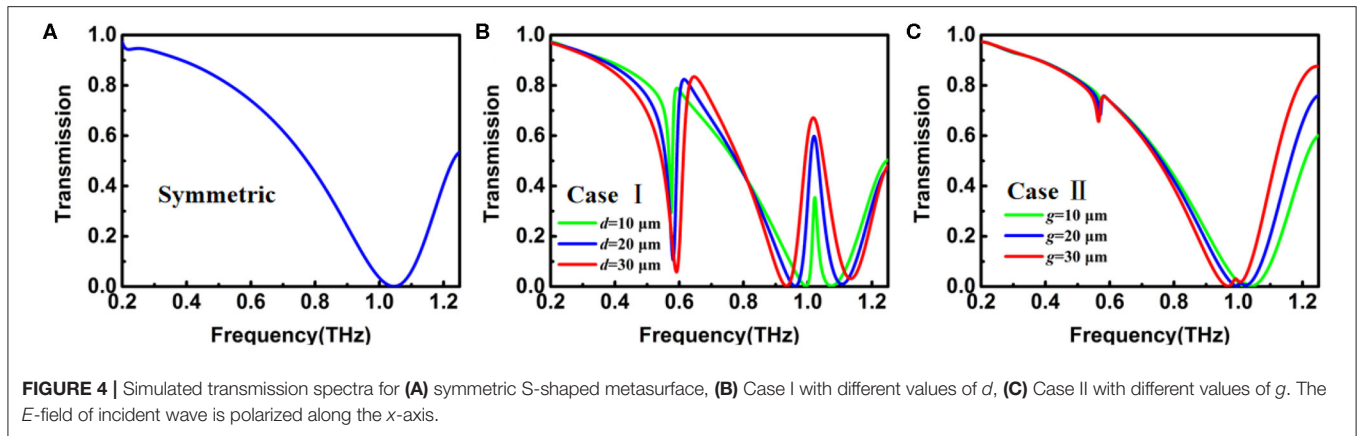 A
Transmission
1.0
0.8
0.6
0.4
0.2
0.0
Symmetric
0.2 0.4 0.6 0.8 1.0 1.2
Frequency(THz)
B
Transmission
1.0
0.8
0.6
0.4
0.2
0.0
Case Ⅰ
d=10 μm
d=20 μm
d=30 μm
0.2 0.4 0.6 0.8 1.0 1.2
Frequency(THz)
C
Transmission
1.0
0.8
0.6
0.4
0.2
0.0
Case Ⅱ
g=10 μm
g=20 μm
g=30 μm
0.2 0.4 0.6 0.8 1.0 1.2
Frequency(THz)
FIGURE 4 | Simulated transmission spectra for (A) symmetric S-shaped metasurface, (B) Case I with different values of d, (C) Case II with different values of g. The
E-field of incident wave is polarized along the x-axis.